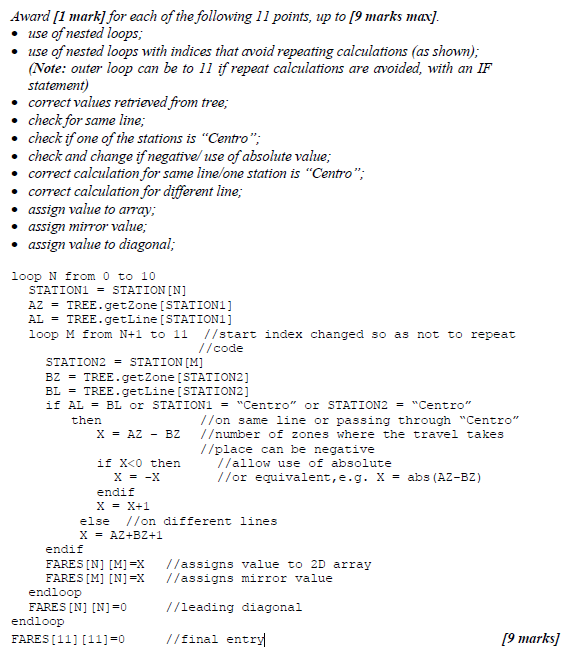 Award [1 mark] for each of the following 11 points, up to [9 marks max].
• use of nested loops;
• use of nested loops with indices that avoid repeating calculations (as shown);
(Note: outer loop can be to 11 if repeat calculations are avoided, with an IF
statement)
• correct values retrieved from tree;
• check for same line;
• check if one of the stations is “Centro”;
• check and change if negative/ use of absolute value;
• correct calculation for same line/one station is “Centro”;
• correct calculation for different line;
• assign value to array;
• assign mirror value;
• assign value to diagonal;
loop N from 0 to 10
STATION1 = STATION[N]
AZ = TREE.getZone[STATION1]
AL = TREE.getLine[STATION1]
loop M from N+1 to 11 //start index changed so as not to repeat
//code
STATION2 = STATION[M]
BZ = TREE.getZone[STATION2]
BL = TREE.getLine[STATION2]
if AL = BL or STATION1 = “Centro” or STATION2 = “Centro”
then //on same line or passing through “Centro”
X = AZ - BZ //number of zones where the travel takes
//place can be negative
if X<0 then //allow use of absolute
X = -X //or equivalent,e.g. X = abs(AZ-BZ)
endif
X = X+1
else //on different lines
X = AZ+BZ+1
endif
FARES[N][M]=X //assigns value to 2D array
FARES[M][N]=X //assigns mirror value
endloop
FARES[N][N]=0 //leading diagonal
endloop
FARES[11][11]=0 //final entry [9 marks]